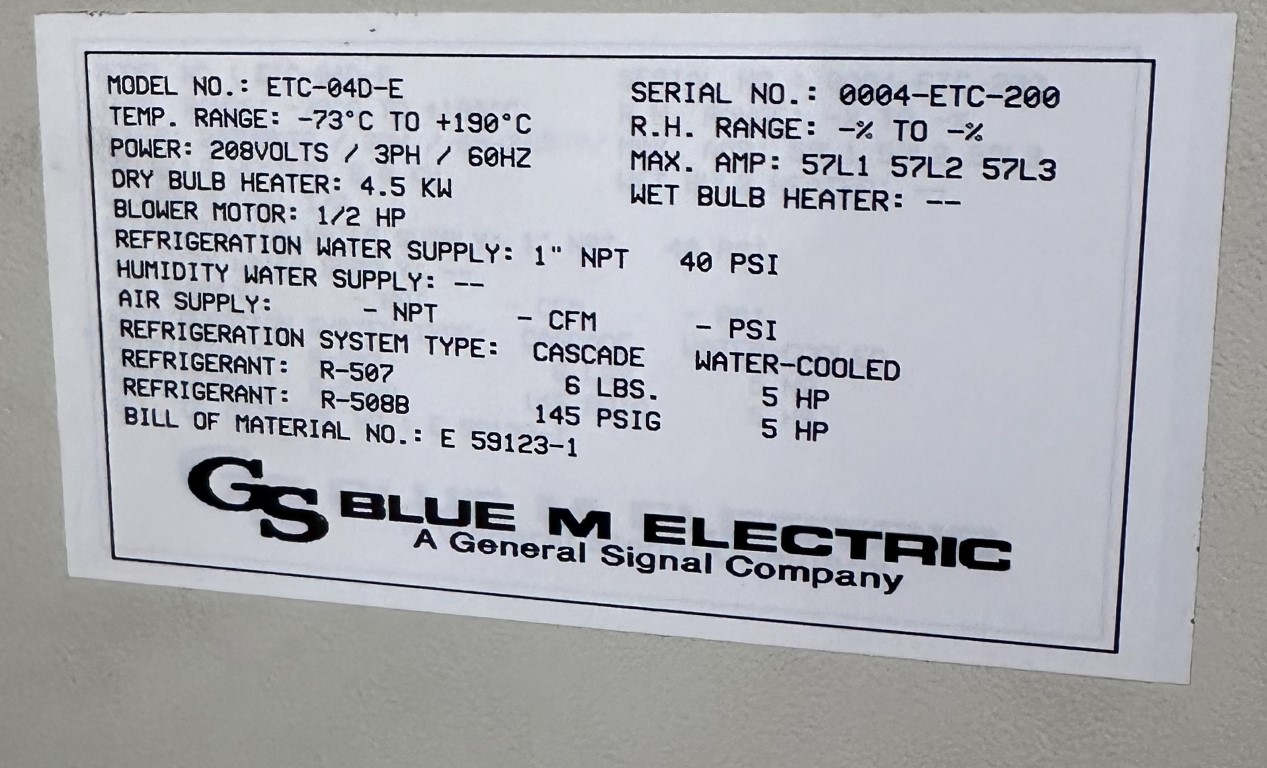 MODEL NO.: ETC-04D-E SERIAL NO.: 0004-ETC-200
TEMP. RANGE: -73°C TO +190°C R.H. RANGE: -% TO -%
POWER: 208VOLTS / 3PH / 60HZ MAX. AMP: 57L1 57L2 57L3
DRY BULB HEATER: 4.5 KW WET BULB HEATER: --
BLOWER MOTOR: 1/2 HP
REFRIGERATION WATER SUPPLY: 1" NPT 40 PSI
HUMIDITY WATER SUPPLY: --
AIR SUPPLY: - NPT - CFM - PSI
REFRIGERATION SYSTEM TYPE: CASCADE WATER-COOLED
REFRIGERANT: R-507 6 LBS. 5 HP
REFRIGERANT: R-508B 145 PSIG 5 HP
BILL OF MATERIAL NO.: E 59123-1
GS BLUE M ELECTRIC
A General Signal Company